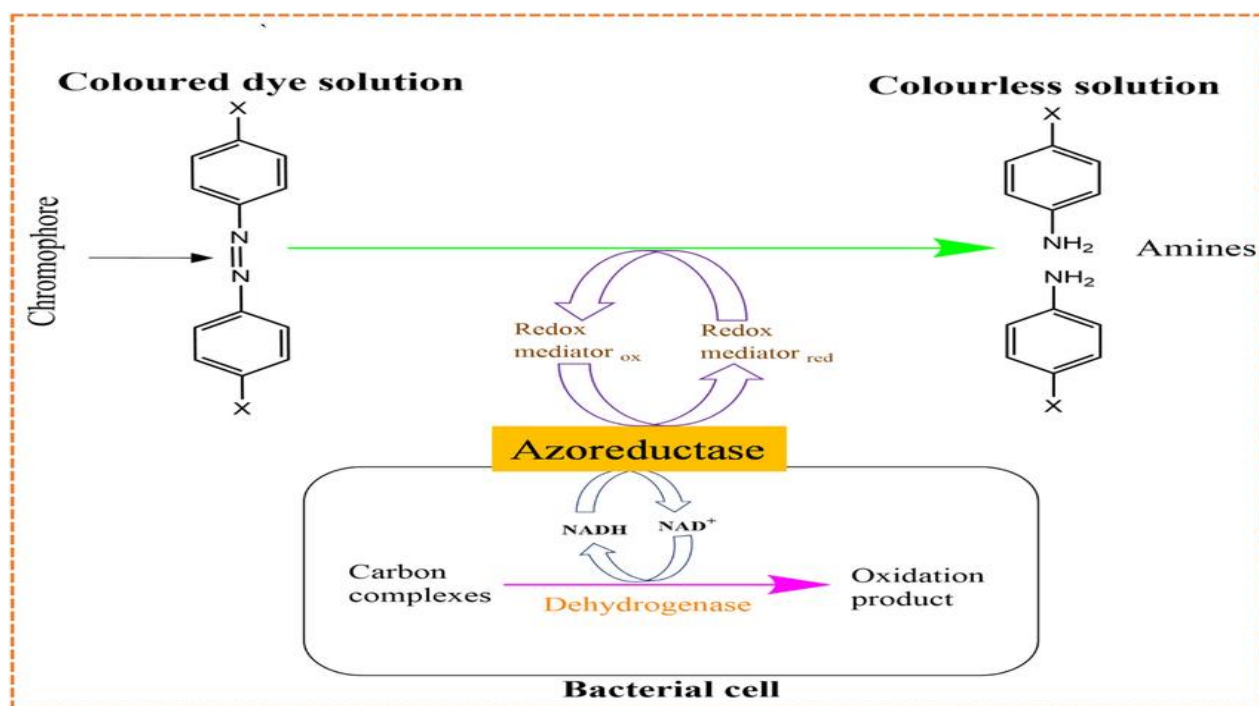 Coloured dye solution
Colourless solution
X
X
Chromophore
N
N
NH₂
NH₂
Amines
X
X
Redox
mediator ox
Redox
mediator red
Azoreductase
NADH
NAD⁺
Carbon
complexes
Dehydrogenase
Oxidation
product
Bacterial cell